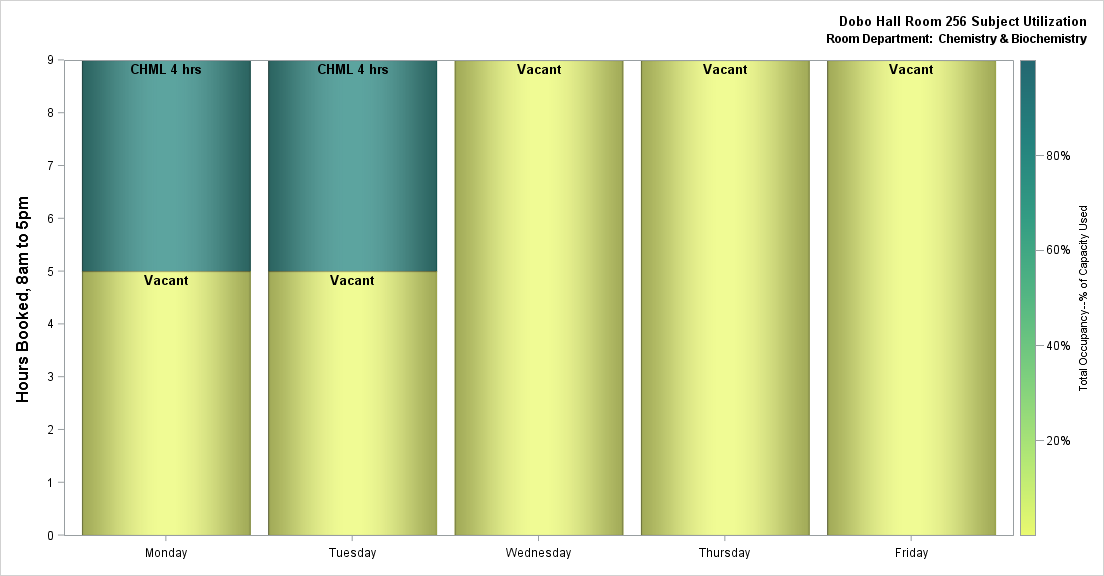 Dobo Hall Room 256 Subject Utilization
Room Department: Chemistry & Biochemistry
Hours Booked, 8am to 5pm
9
8
7
6
5
4
3
2
1
0
CHML 4 hrs
CHML 4 hrs
Vacant
Vacant
Vacant
Vacant
Vacant
Monday
Tuesday
Wednesday
Thursday
Friday
80%
60%
40%
20%
Total Occupancy--% of Capacity Used